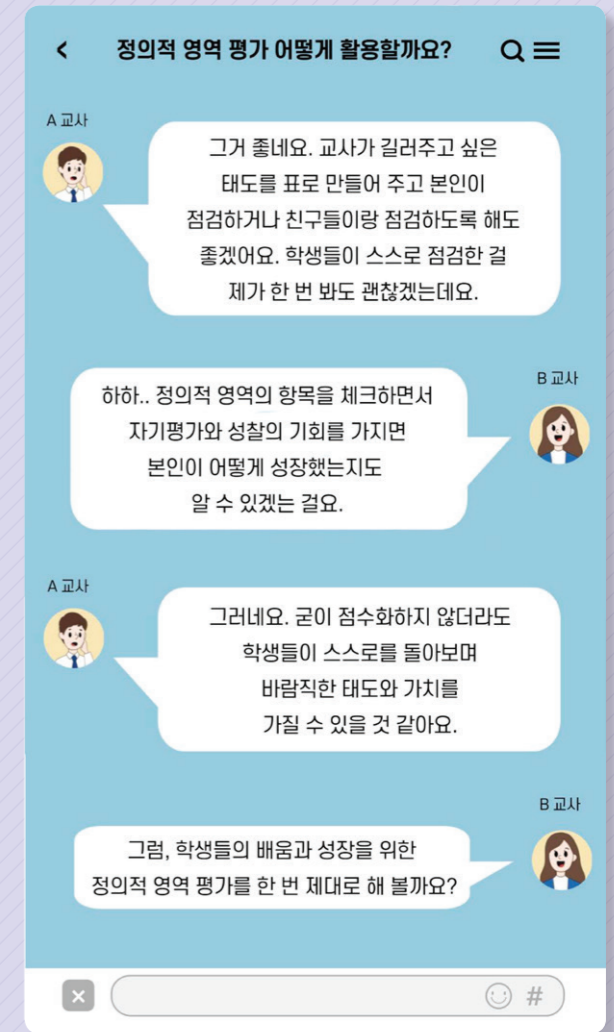 정의적 영역 평가 어떻게 활용할까요?
A 교사
그거 좋네요. 교사가 길러주고 싶은
태도를 표로 만들어 주고 본인이
점검하거나 친구들이랑 점검하도록 해도
좋겠어요. 학생들이 스스로 점검한 걸
제가 한 번 봐도 괜찮겠는데요.
B 교사
하하.. 정의적 영역의 항목을 체크하면서
자기평가와 성찰의 기회를 가지면
본인이 어떻게 성장했는지도
알 수 있겠는 걸요.
A 교사
그러네요. 굳이 점수화하지 않더라도
학생들이 스스로를 돌아보며
바람직한 태도와 가치를
가질 수 있을 것 같아요.
B 교사
그럼, 학생들의 배움과 성장을 위한
정의적 영역 평가를 한 번 제대로 해 볼까요?
#